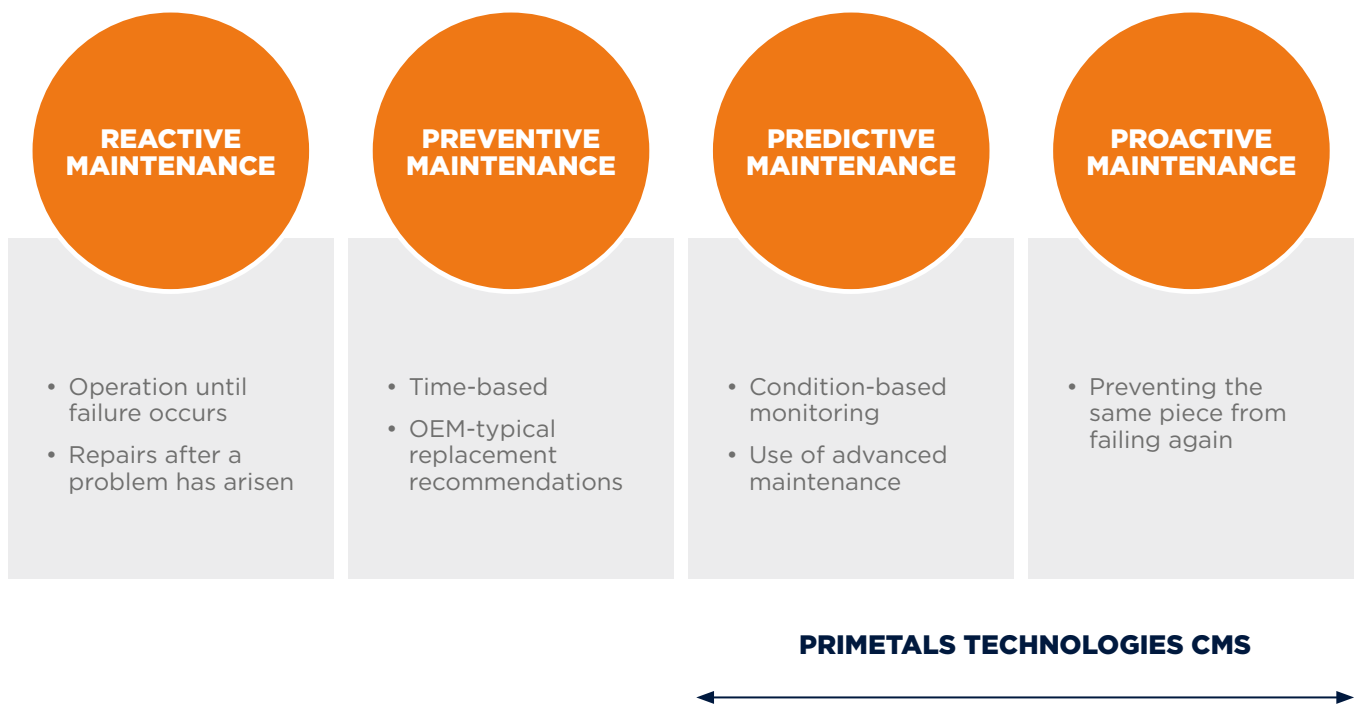 REACTIVE
MAINTENANCE
• Operation until
failure occurs
• Repairs after a
problem has arisen
PREVENTIVE
MAINTENANCE
• Time-based
• OEM-typical
replacement
recommendations
PREDICTIVE
MAINTENANCE
• Condition-based
monitoring
• Use of advanced
maintenance
PROACTIVE
MAINTENANCE
• Preventing the
same piece from
failing again
PRIMETALS TECHNOLOGIES CMS